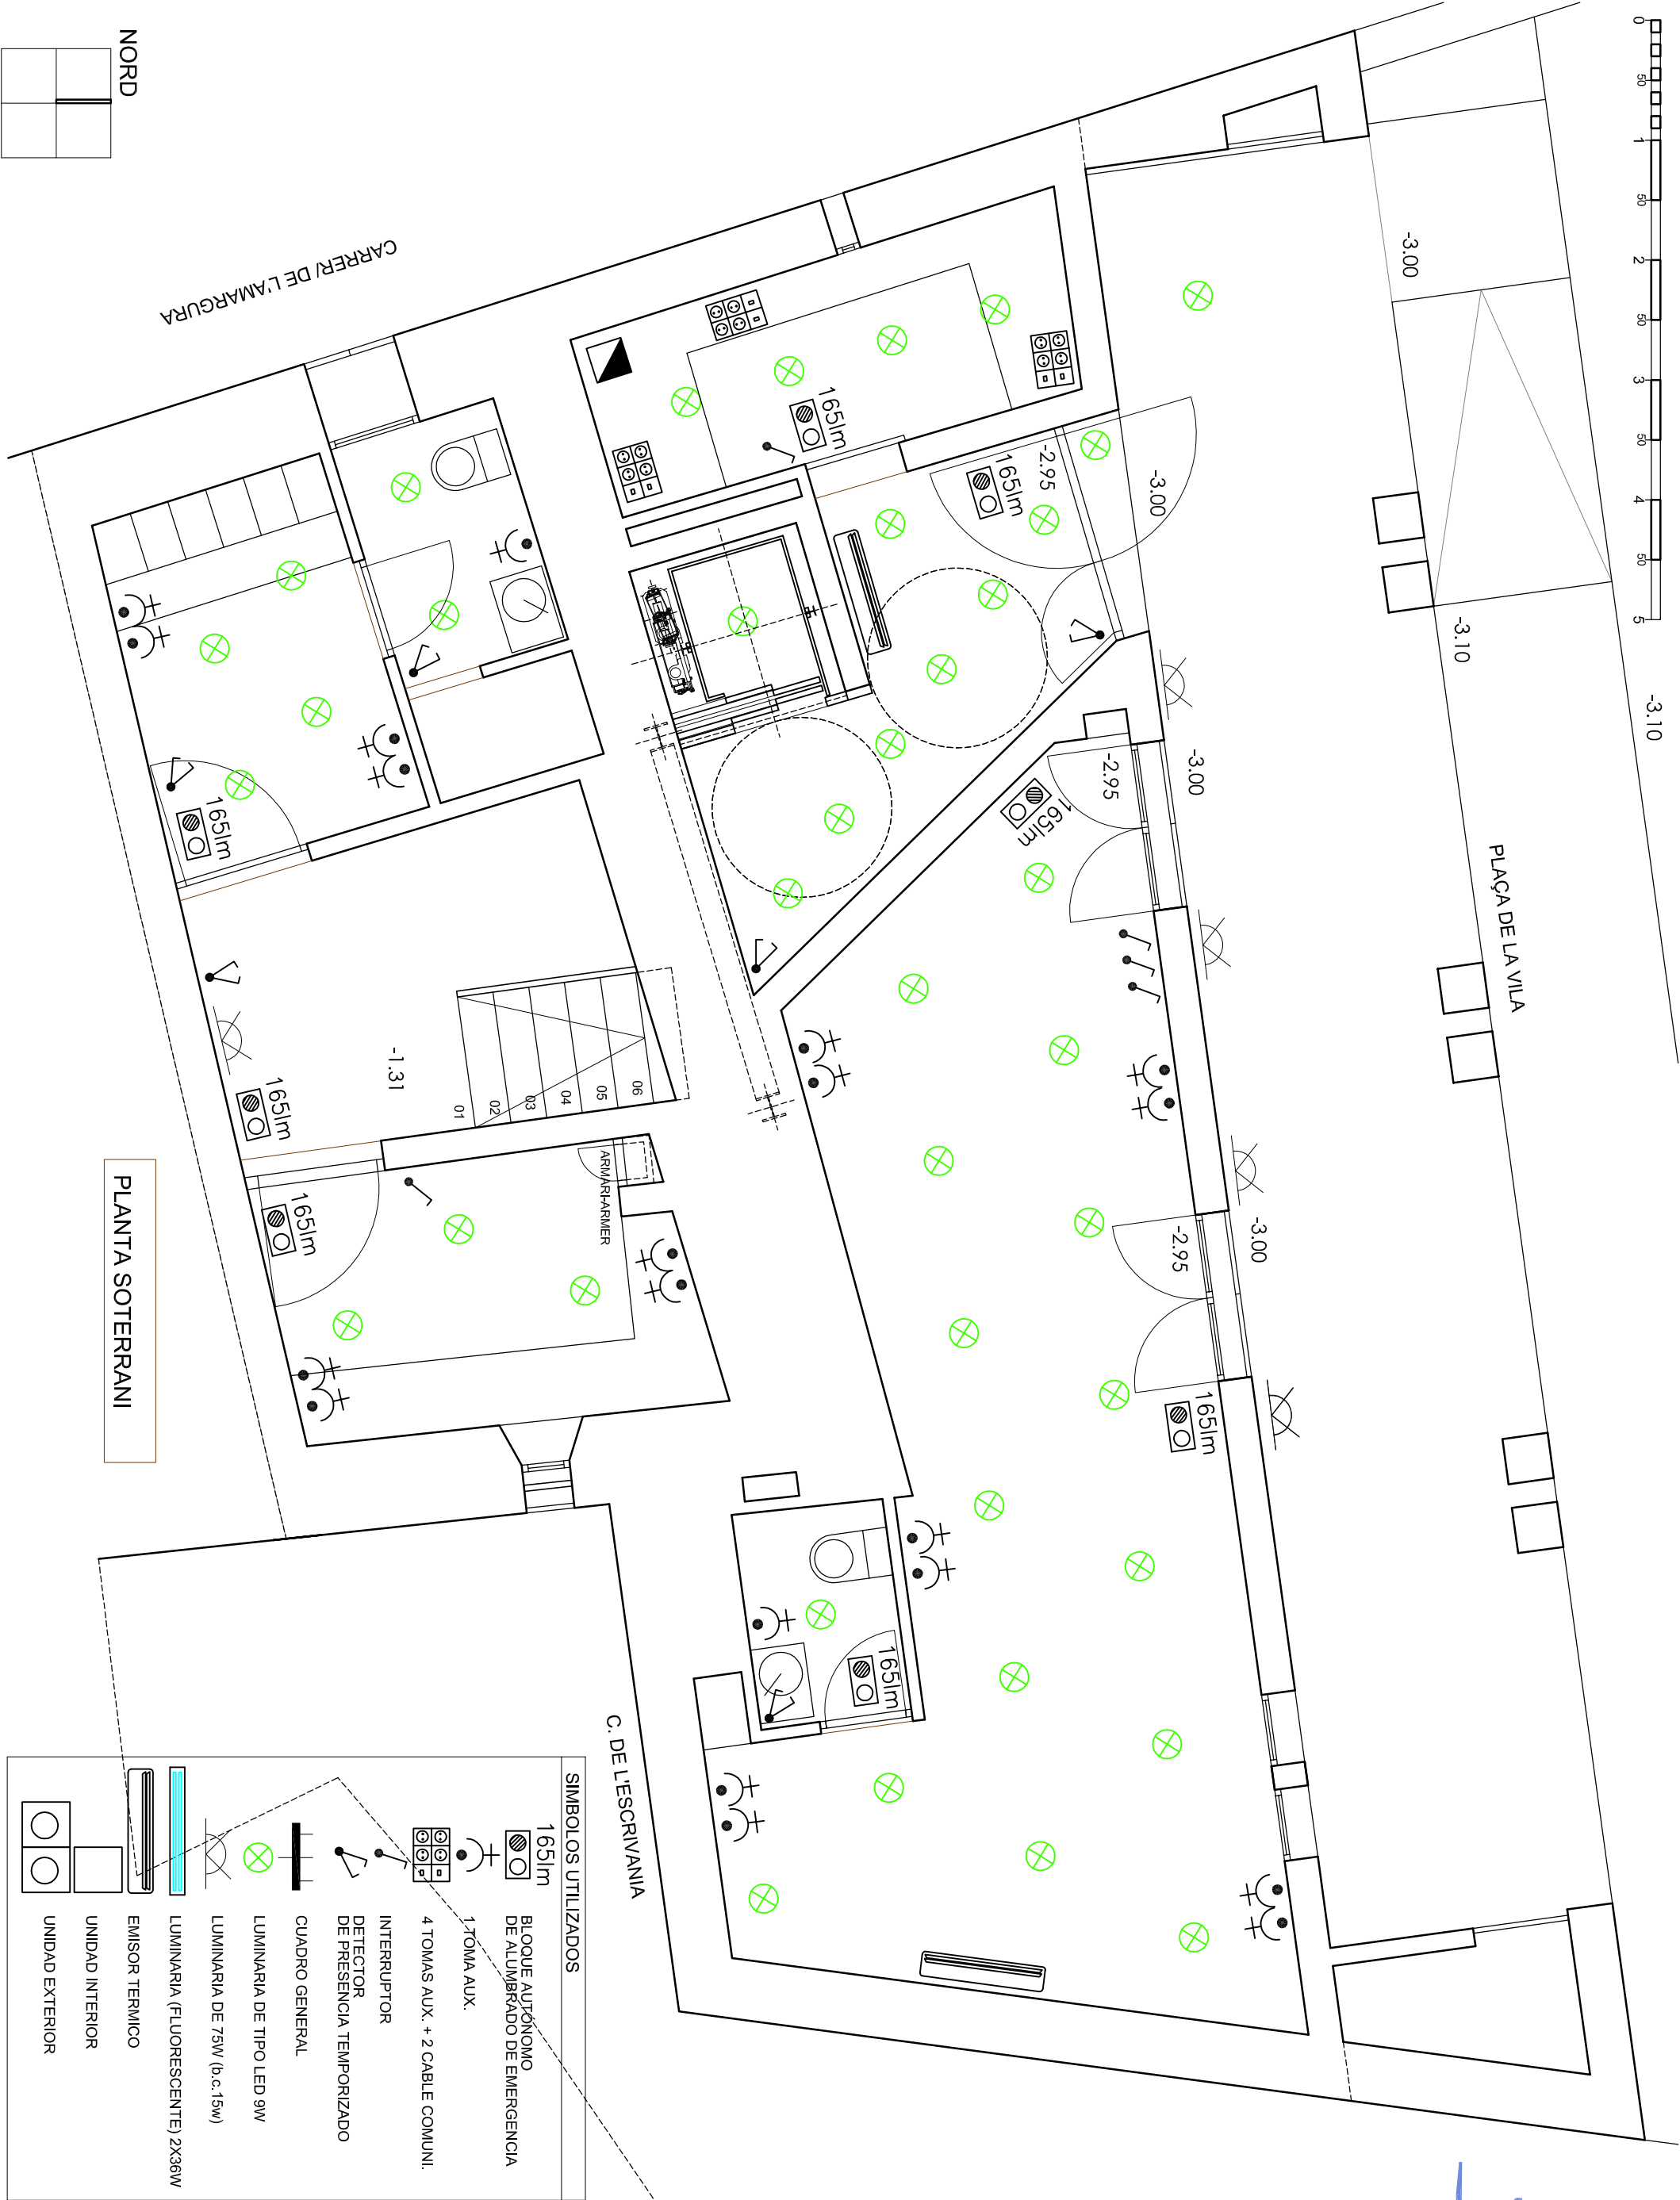 NORD
0
50
1
50
2
50
3
50
4
50
5
-3.10
-3.10
-3.00
PLAÇA DE LA VILA
CARRER/ DE L'AMARGURA
165lm
-2.95
165lm
-3.00
-3.00
-2.95
165lm
-3.00
-2.95
165lm
165lm
-1.31
01
02
03
04
05
06
165lm
165lm
ARMARI-ARMER
165lm
C. DE L'ESCRIVANIA
PLANTA SOTERRANI
SIMBOLOS UTILIZADOS
165lm
BLOQUE AUTÓNOMO
DE ALUMBRADO DE EMERGENCIA
1 TOMA AUX.
4 TOMAS AUX. + 2 CABLE COMUNI.
INTERRUPTOR
DETECTOR
DE PRESENCIA TEMPORIZADO
CUADRO GENERAL
LUMINARIA DE TIPO LED 9W
LUMINARIA DE 75W (b.c.15w)
LUMINARIA (FLUORESCENTE) 2X36W
EMISOR TERMICO
UNIDAD INTERIOR
UNIDAD EXTERIOR